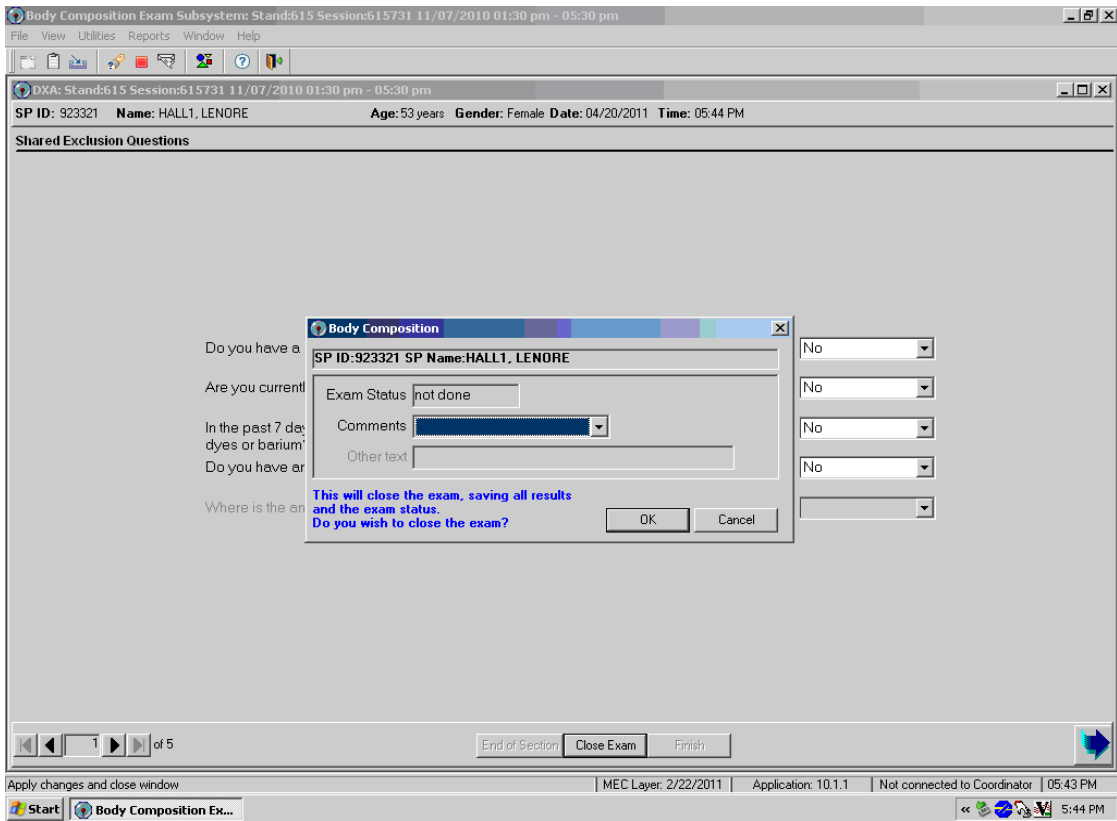 Body Composition Exam Subsystem: Stand:615 Session:615731 11/07/2010 01:30 pm - 05:30 pm
File View Utilities Reports Window Help
DXA: Stand:615 Session:615731 11/07/2010 01:30 pm - 05:30 pm
SP ID: 923321 Name: HALL1, LENORE Age: 53 years Gender: Female Date: 04/20/2011 Time: 05:44 PM
Shared Exclusion Questions
Body Composition
SP ID:923321 SP Name:HALL1, LENORE
Exam Status not done
Comments
Other text
This will close the exam, saving all results
and the exam status.
Do you wish to close the exam?
OK Cancel
Do you have a No
Are you currentl No
In the past 7 day No
dyes or barium
Do you have an No
Where is the an
1 of 5 End of Section Close Exam Finish
Apply changes and close window MEC Layer: 2/22/2011 Application: 10.1.1 Not connected to Coordinator 05:43 PM
Start Body Composition Ex... 5:44 PM